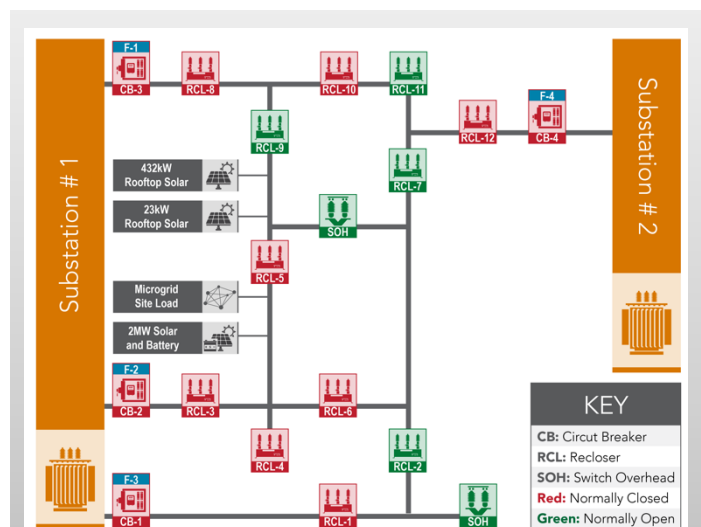 F-1
CB-3
RCL-8
RCL-10
RCL-11
F-4
CB-4
RCL-12
RCL-9
RCL-7
Substation # 1
Substation # 2
432kW
Rooftop Solar
23kW
Rooftop Solar
SOH
RCL-5
Microgrid
Site Load
2MW Solar
and Battery
F-2
CB-2
RCL-3
RCL-6
RCL-4
RCL-2
F-3
CB-1
RCL-1
SOH
KEY
CB: Circut Breaker
RCL: Recloser
SOH: Switch Overhead
Red: Normally Closed
Green: Normally Open